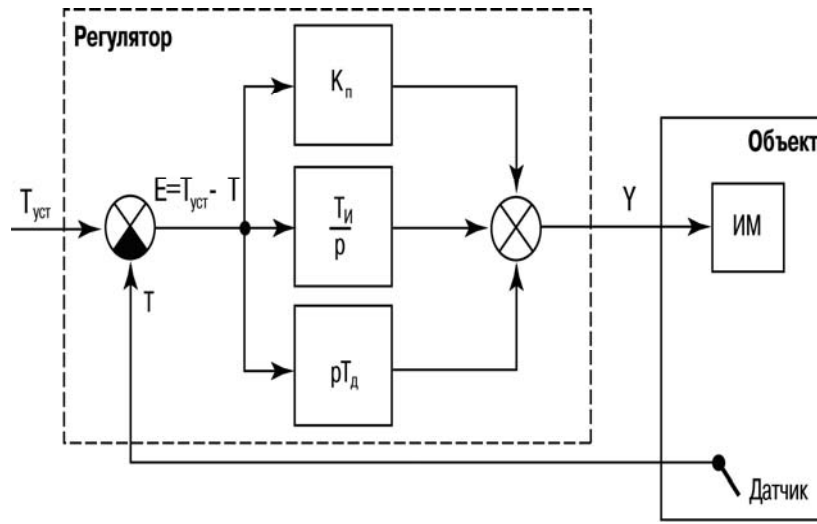 Регулятор
Kп
Объект
Tуст
E=Tуст- T
TИ
p
Y
ИМ
T
pTд
Датчик